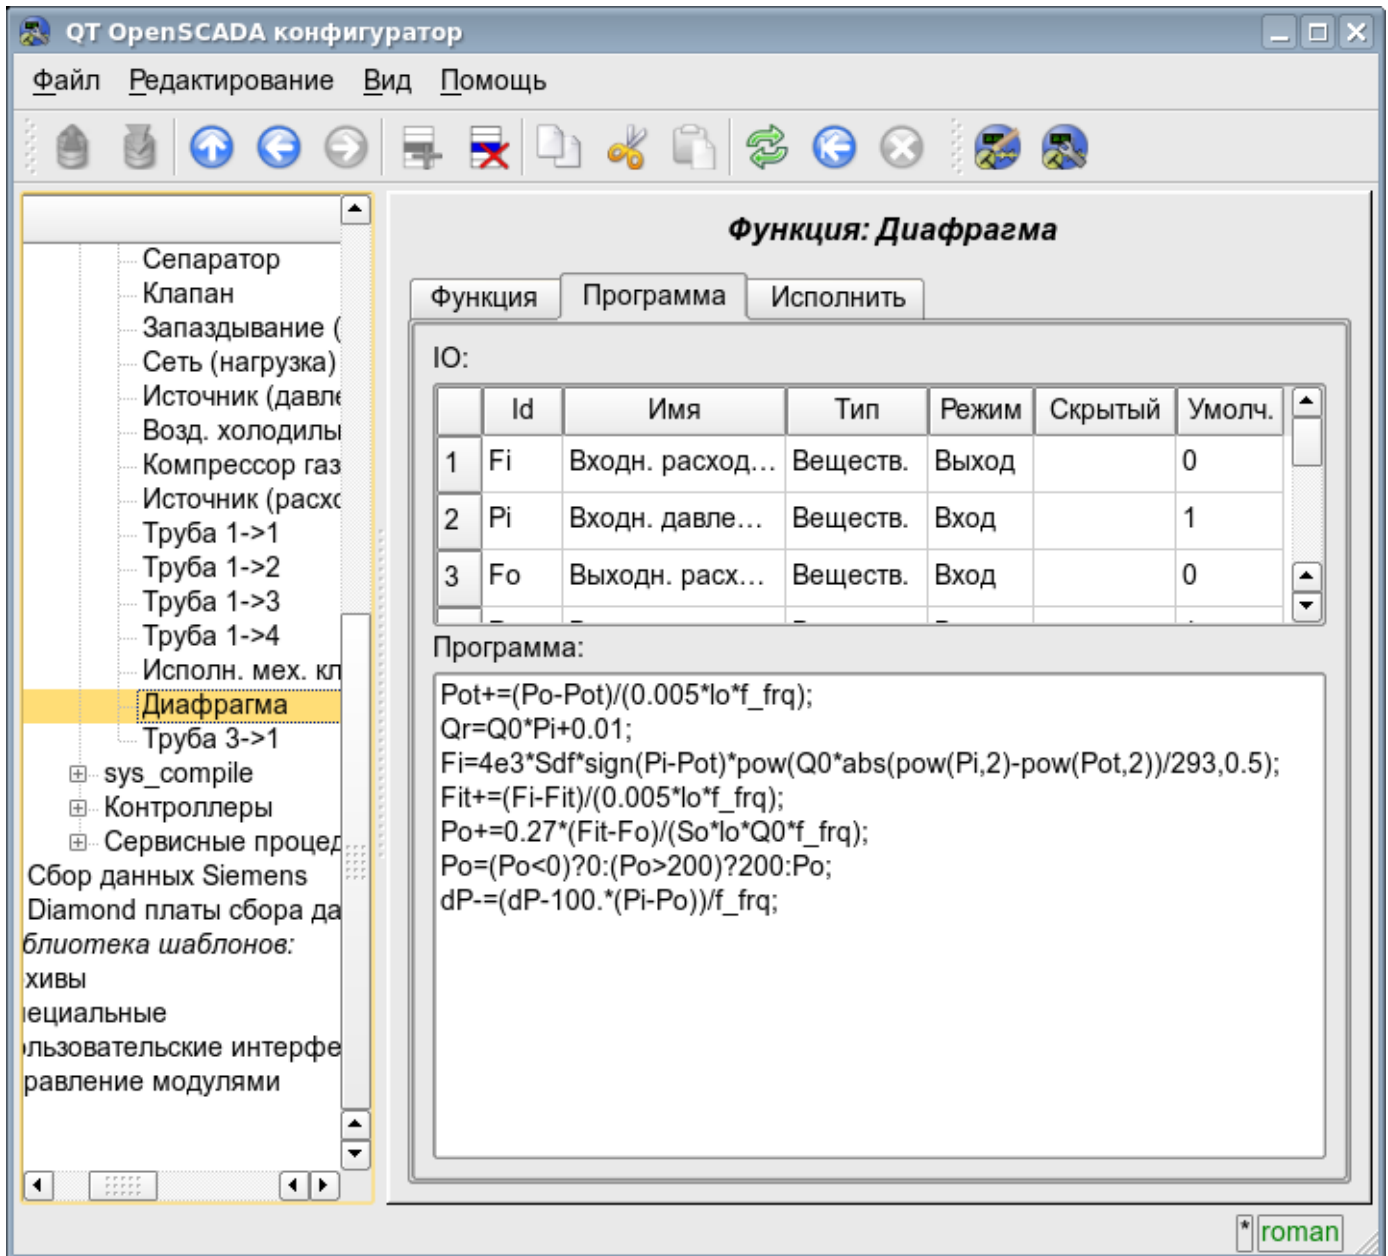 QT OpenSCADA конфигуратор
Файл Редактирование Вид Помощь
Сепаратор
Клапан
Запаздывание (
Сеть (нагрузка)
Источник (давле
Возд. холодиль
Компрессор газ
Источник (расхо
Труба 1->1
Труба 1->2
Труба 1->3
Труба 1->4
Исполн. мех. кл
Диафрагма
Труба 3->1
sys_compile
Контроллеры
Сервисные процед
Сбор данных Siemens
Diamond платы сбора да
блиотека шаблонов:
хивы
ециальные
льзовательские интерфе
равление модулями
Функция: Диафрагма
Функция Программа Исполнить
IO:
Id Имя Тип Режим Скрытый Умолч.
1 Fi Входн. расход... Веществ. Выход 0
2 Pi Входн. давле... Веществ. Вход 1
3 Fo Выходн. расх... Веществ. Вход 0
Программа:
Pot+=(Po-Pot)/(0.005*lo*f_frq);
Qr=Q0*Pi+0.01;
Fi=4e3*Sdf*sign(Pi-Pot)*pow(Q0*abs(pow(Pi,2)-pow(Pot,2))/293,0.5);
Fit+=(Fi-Fit)/(0.005*lo*f_frq);
Po+=0.27*(Fit-Fo)/(So*lo*Q0*f_frq);
Po=(Po<0)?0:(Po>200)?200:Po;
dP-=(dP-100.*(Pi-Po))/f_frq;
* roman